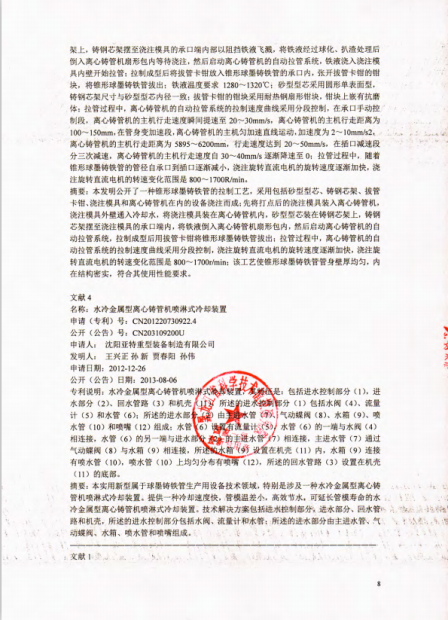 架上，铸钢芯架摆至浇注模具的承口端内部以阻挡铁液飞溅，将铁液经过球化、扒渣处理后
倒入离心铸管机扇形包内等待浇注，然后启动离心铸管机的自动拉管系统，铁液浇入浇注模
具内壁开始拉管；拉制成型后将拔管卡钳放入锥形球墨铸铁管的承口内，张开拔管卡钳的钳
块，将锥形球墨铸铁管拔出；铁液温度要求 1280～1320℃；砂型型芯采用圆形单表面型，
铸钢芯架尺寸与砂型型芯内径一致；拔管卡钳的钳块采用耐热钢扇形钳块，钳块上嵌有抗磨
体；拉管过程中，离心铸管机的自动拉管系统的拉制速度曲线采用分段控制，在承口手动控
制段，离心铸管机的主机行走速度瞬间提速至 20～30mm/s，离心铸管机的主机行走距离为
100～150mm,在管身变加速段,离心铸管机的主机匀加速直线运动,加速度为 2～10mm/s2，
离心铸管机的主机行走距离为 5895～6200mm，行走速度达到 20～50mm/s，在插口减速段
分三次减速，离心铸管机的主机行走速度自 30～40mm/s 逐渐降速至 0；拉管过程中，随着
锥形球墨铸铁管的管径自承口到插口逐渐减小，浇注旋转直流电机的旋转速度逐渐加快，浇
注旋转直流电机的转速变化范围是 800～1700R/min.
摘要：本发明公开了一种锥形球墨铸铁管的拉制工艺，采用包括砂型型芯、铸钢芯架、拔管
卡钳,浇注模具和离心铸管机在内的设备浇注而成;先将打点后的浇注模具装入离心铸管机，
浇注模具外壁通入冷却水，将浇注模具装在离心铸管机内，砂型型芯装在铸钢芯架上，铸钢
芯架摆至浇注模具的承口端内，将铁液倒入离心铸管机扇形包内，然后启动离心铸管机的自
动拉管系统，拉制成型后用拔管卡钳将锥形球墨铸铁管拔出；拉管过程中，离心铸管机的自
动拉管系统的拉制速度曲线采用分段控制，浇注旋转直流电机的旋转速度逐渐加快，浇注旋
转直流电机的转速变化范围是 800～1700r/min；该工艺使锥形球墨铸铁管管身壁厚均匀，内
在结构密实，符合其使用性能要求。
文献 4
名称：水冷金属型离心铸管机喷淋式冷却装置
申请（专利）号：CN201220730922.4
公开（公告）号：CN203109200U
申请人：沈阳亚特重型装备制造有限公司
发明人：王兴正 孙 新 贾春阳 孙伟
申请日期：2012-12-26
公开（公告）日期：2013-08-06
专利说明：水冷金属型离心铸管机喷淋式冷却装置，其特征是：包括进水控制部分（1），进
水部分（2）、回水管路（3）和机壳（12），所述的进水控制部分（1）包括水阀（4）、流量
计（5）和水管（6）；所述的进水部分（2）由主进水管（7）、气动蝶阀（8）、水箱（9）、喷
水管（10）和喷嘴（12）组成；水管（6）设置有流量计（5），水管（6）的一端与水阀（4）
相连接，水管（6）的另一端与进水部分（2）的主进水管（7）相连接，主进水管（7）通过
气动蝶阀（8）与水箱（9）相连接，所述的水箱（9）设置在机壳（11）内，水箱（9）连接
有喷水管（10），喷水管（10）上均匀分布有喷嘴（12），所述的回水管路（3）设置在机壳
（11）的底部。
摘要：本实用新型属于球墨铸铁管生产用设备技术领域，特别是涉及一种水冷金属型离心铸
管机喷淋式冷却装置。提供一种冷却速度快，管模温差小、高效节水，可延长管模寿命的水
冷金属型离心铸管机喷淋式冷却装置。技术解决方案包括进水控制部分、进水部分、回水管
路和机壳，所述的进水控制部分包括水阀、流量计和水管；所述的进水部分由主进水管、气
动蝶阀、水箱、喷水管和喷嘴组成。
文献 1
8